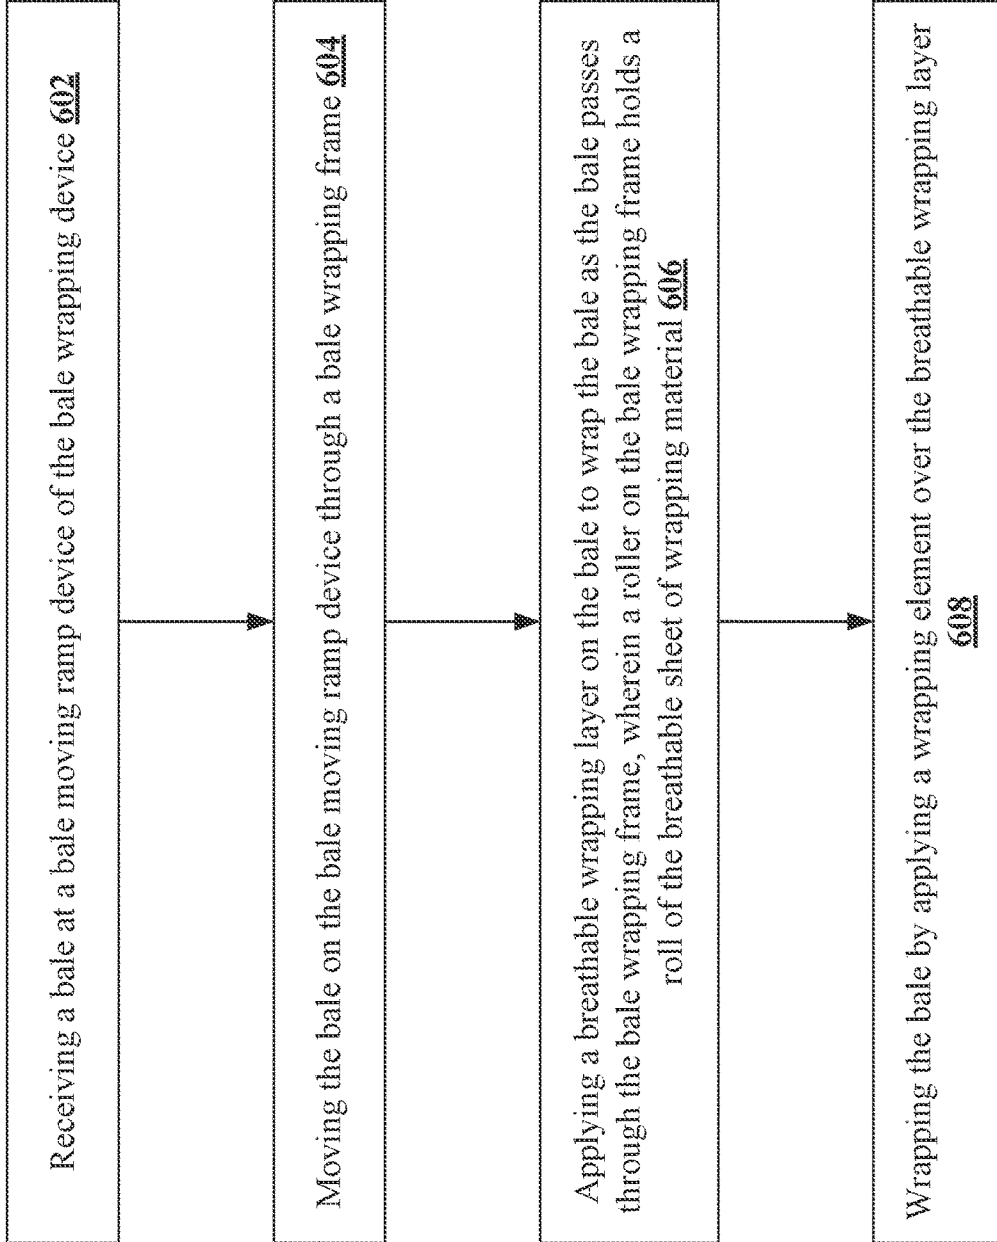 Receiving a bale at a bale moving ramp device of the bale wrapping device 602
Moving the bale on the bale moving ramp device through a bale wrapping frame 604
Applying a breathable wrapping layer on the bale to wrap the bale as the bale passes
through the bale wrapping frame, wherein a roller on the bale wrapping frame holds a
roll of the breathable sheet of wrapping material 606
Wrapping the bale by applying a wrapping element over the breathable wrapping layer
608